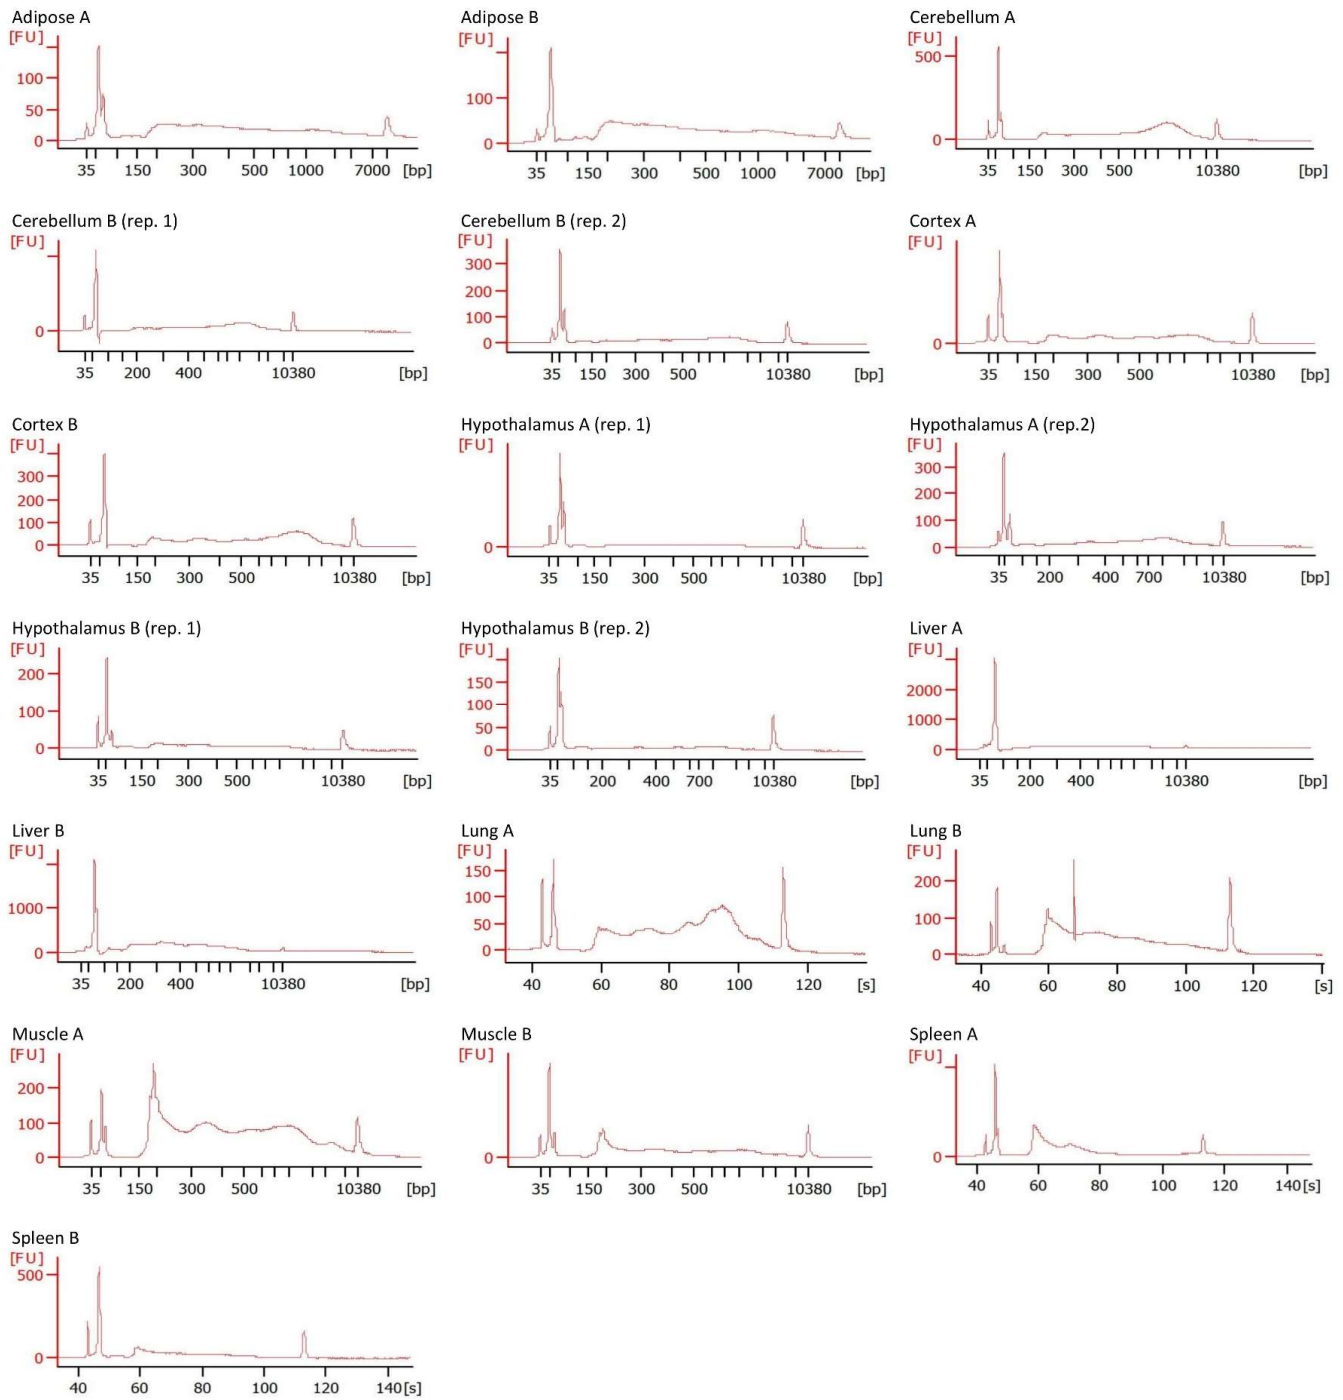 Adipose A
[FU]
100
50
0
35 150 300 500 1000 7000 [bp]
Adipose B
[FU]
100
0
35 150 300 500 1000 7000 [bp]
Cerebellum A
[FU]
500
0
35 150 300 500 10380 [bp]
Cerebellum B (rep. 1)
[FU]
0
35 200 400 10380 [bp]
Cerebellum B (rep. 2)
[FU]
300
200
100
0
35 150 300 500 10380 [bp]
Cortex A
[FU]
0
35 150 300 500 10380 [bp]
Cortex B
[FU]
300
200
100
0
35 150 300 500 10380 [bp]
Hypothalamus A (rep. 1)
[FU]
0
35 150 300 500 10380 [bp]
Hypothalamus A (rep.2)
[FU]
300
200
100
0
35 200 400 700 10380 [bp]
Hypothalamus B (rep. 1)
[FU]
200
100
0
35 150 300 500 10380 [bp]
Hypothalamus B (rep. 2)
[FU]
150
100
50
0
35 200 400 700 10380 [bp]
Liver A
[FU]
2000
1000
0
35 200 400 10380 [bp]
Liver B
[FU]
1000
0
35 200 400 10380 [bp]
Lung A
[FU]
150
100
50
0
40 60 80 100 120 [s]
Lung B
[FU]
200
100
0
40 60 80 100 120 [s]
Muscle A
[FU]
200
100
0
35 150 300 500 10380 [bp]
Muscle B
[FU]
0
35 150 300 500 10380 [bp]
Spleen A
[FU]
0
40 60 80 100 120 140[s]
Spleen B
[FU]
500
0
40 60 80 100 120 140[s]